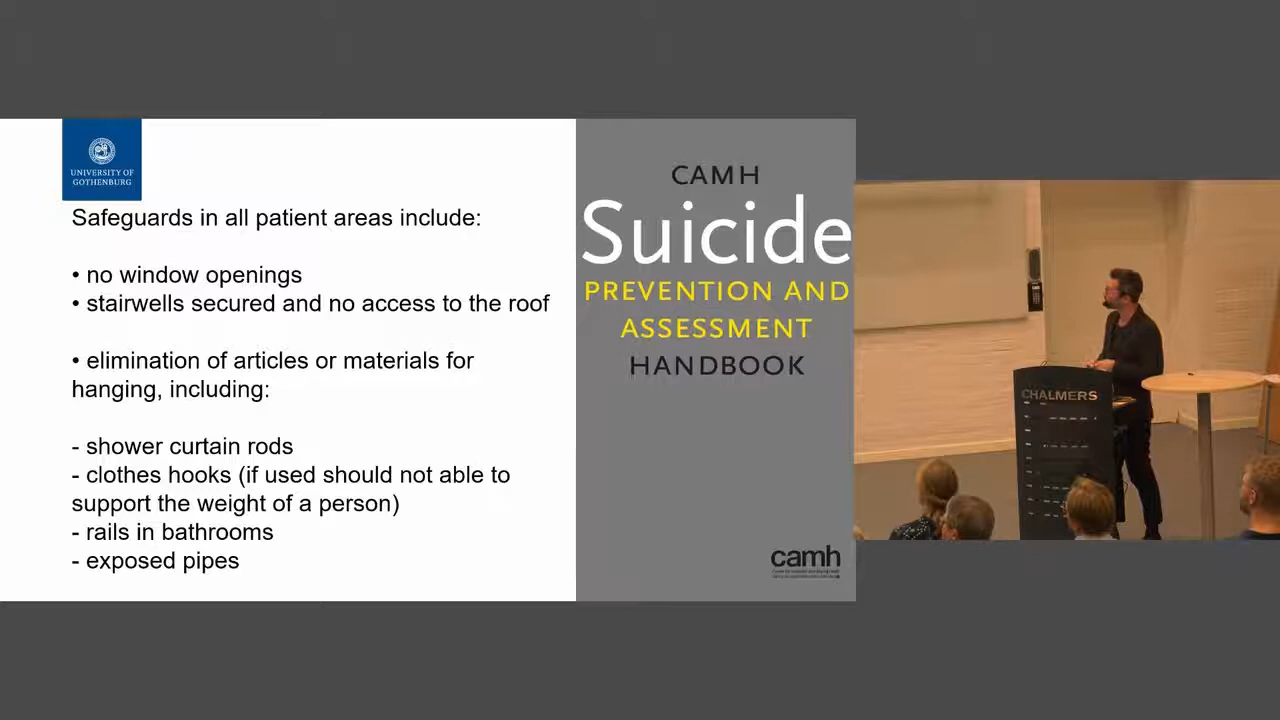 UNIVERSITY OF
GOTHENBURG
Safeguards in all patient areas include:
• no window openings
• stairwells secured and no access to the roof
• elimination of articles or materials for
hanging, including:
- shower curtain rods
- clothes hooks (if used should not able to
support the weight of a person)
- rails in bathrooms
- exposed pipes
CAMH
Suicide
PREVENTION AND
ASSESSMENT
HANDBOOK
camh
CHALMERS